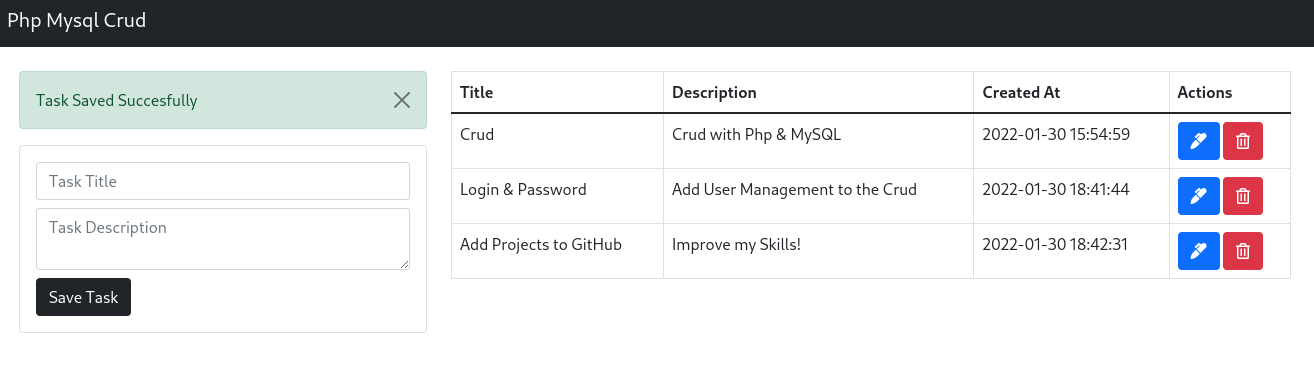 Php Mysql Crud
Task Saved Succesfully
Task Title
Task Description
Save Task
Title Description Created At Actions
Crud Crud with Php & MySQL 2022-01-30 15:54:59
Login & Password Add User Management to the Crud 2022-01-30 18:41:44
Add Projects to GitHub Improve my Skills! 2022-01-30 18:42:31